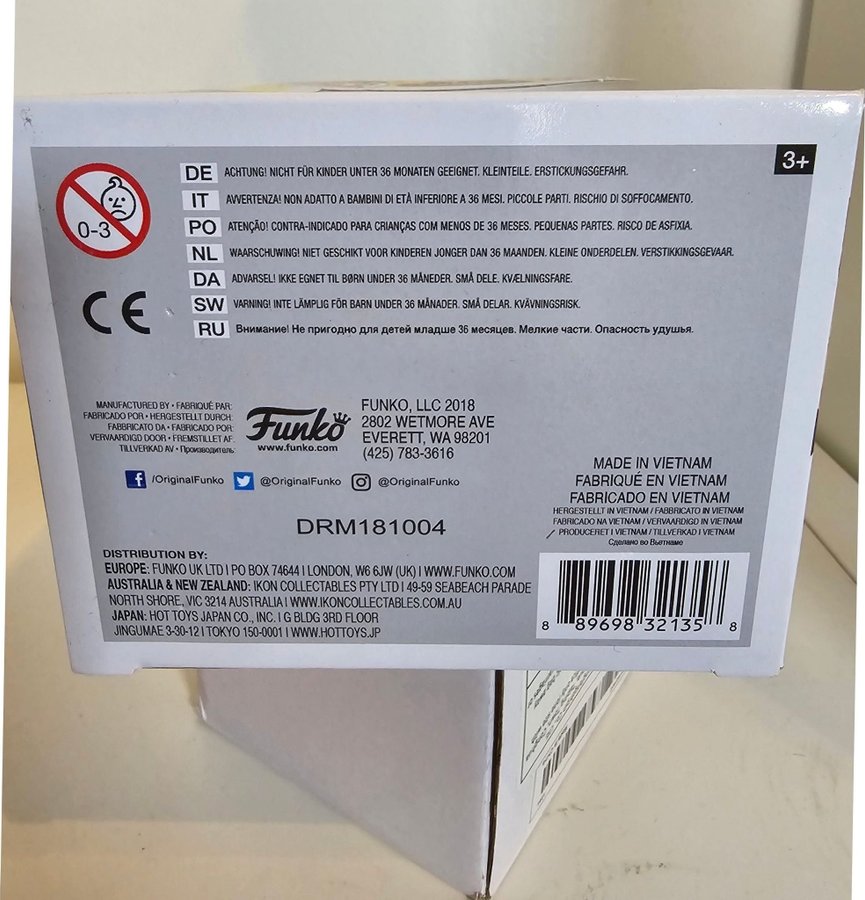 3+
0-3
DE ACHTUNG! NICHT FÜR KINDER UNTER 36 MONATEN GEEIGNET. KLEINTEILE. ERSTICKUNGSGEFAHR.
IT AVVERTENZA! NON ADATTO A BAMBINI DI ETÀ INFERIORE A 36 MESI. PICCOLE PARTI. RISCHIO DI SOFFOCAMENTO.
PO ATENÇÃO! CONTRA-INDICADO PARA CRIANÇAS COM MENOS DE 36 MESES. PEQUENAS PARTES. RISCO DE ASFIXIA.
NL WAARSCHUWING! NIET GESCHIKT VOOR KINDEREN JONGER DAN 36 MAANDEN. KLEINE ONDERDELEN. VERSTIKKINGSGEVAAR.
DA ADVARSEL! IKKE EGNET TIL BØRN UNDER 36 MÅNEDER. SMÅ DELE. KVÆLNINGSFARE.
SW VARNING! INTE LÄMPLIG FÖR BARN UNDER 36 MÅNADER. SMÅ DELAR. KVÄVNINGSRISK.
RU Внимание! Не пригодно для детей младше 36 месяцев. Мелкие части. Опасность удушья.
CE
MANUFACTURED BY • FABRIQUÉ PAR:
FABRICADO POR • HERGESTELLT DURCH:
FABBRICATO DA • FABRICADO POR:
VERVAARDIGD DOOR • FREMSTILLET AF:
TILLVERKAD AV • Производитель:
Funko
www.funko.com
FUNKO, LLC 2018
2802 WETMORE AVE
EVERETT, WA 98201
(425) 783-3616
/OriginalFunko @OriginalFunko @OriginalFunko
MADE IN VIETNAM
FABRIQUÉ EN VIETNAM
FABRICADO EN VIETNAM
HERGESTELLT IN VIETNAM / FABBRICATO IN VIETNAM
FABRICADO NA VIETNAM / VERVAARDIGD IN VIETNAM
PRODUCERET I VIETNAM / TILLVERKAD I VIETNAM
Сделано во Вьетнаме
DRM181004
DISTRIBUTION BY:
EUROPE: FUNKO UK LTD I PO BOX 74644 I LONDON, W6 6JW (UK) I WWW.FUNKO.COM
AUSTRALIA & NEW ZEALAND: IKON COLLECTABLES PTY LTD I 49-59 SEABEACH PARADE
NORTH SHORE, VIC 3214 AUSTRALIA I WWW.IKONCOLLECTABLES.COM.AU
JAPAN: HOT TOYS JAPAN CO., INC. I G BLDG 3RD FLOOR
JINGUMAE 3-30-12 I TOKYO 150-0001 I WWW.HOTTOYS.JP
8 89698 32135 8